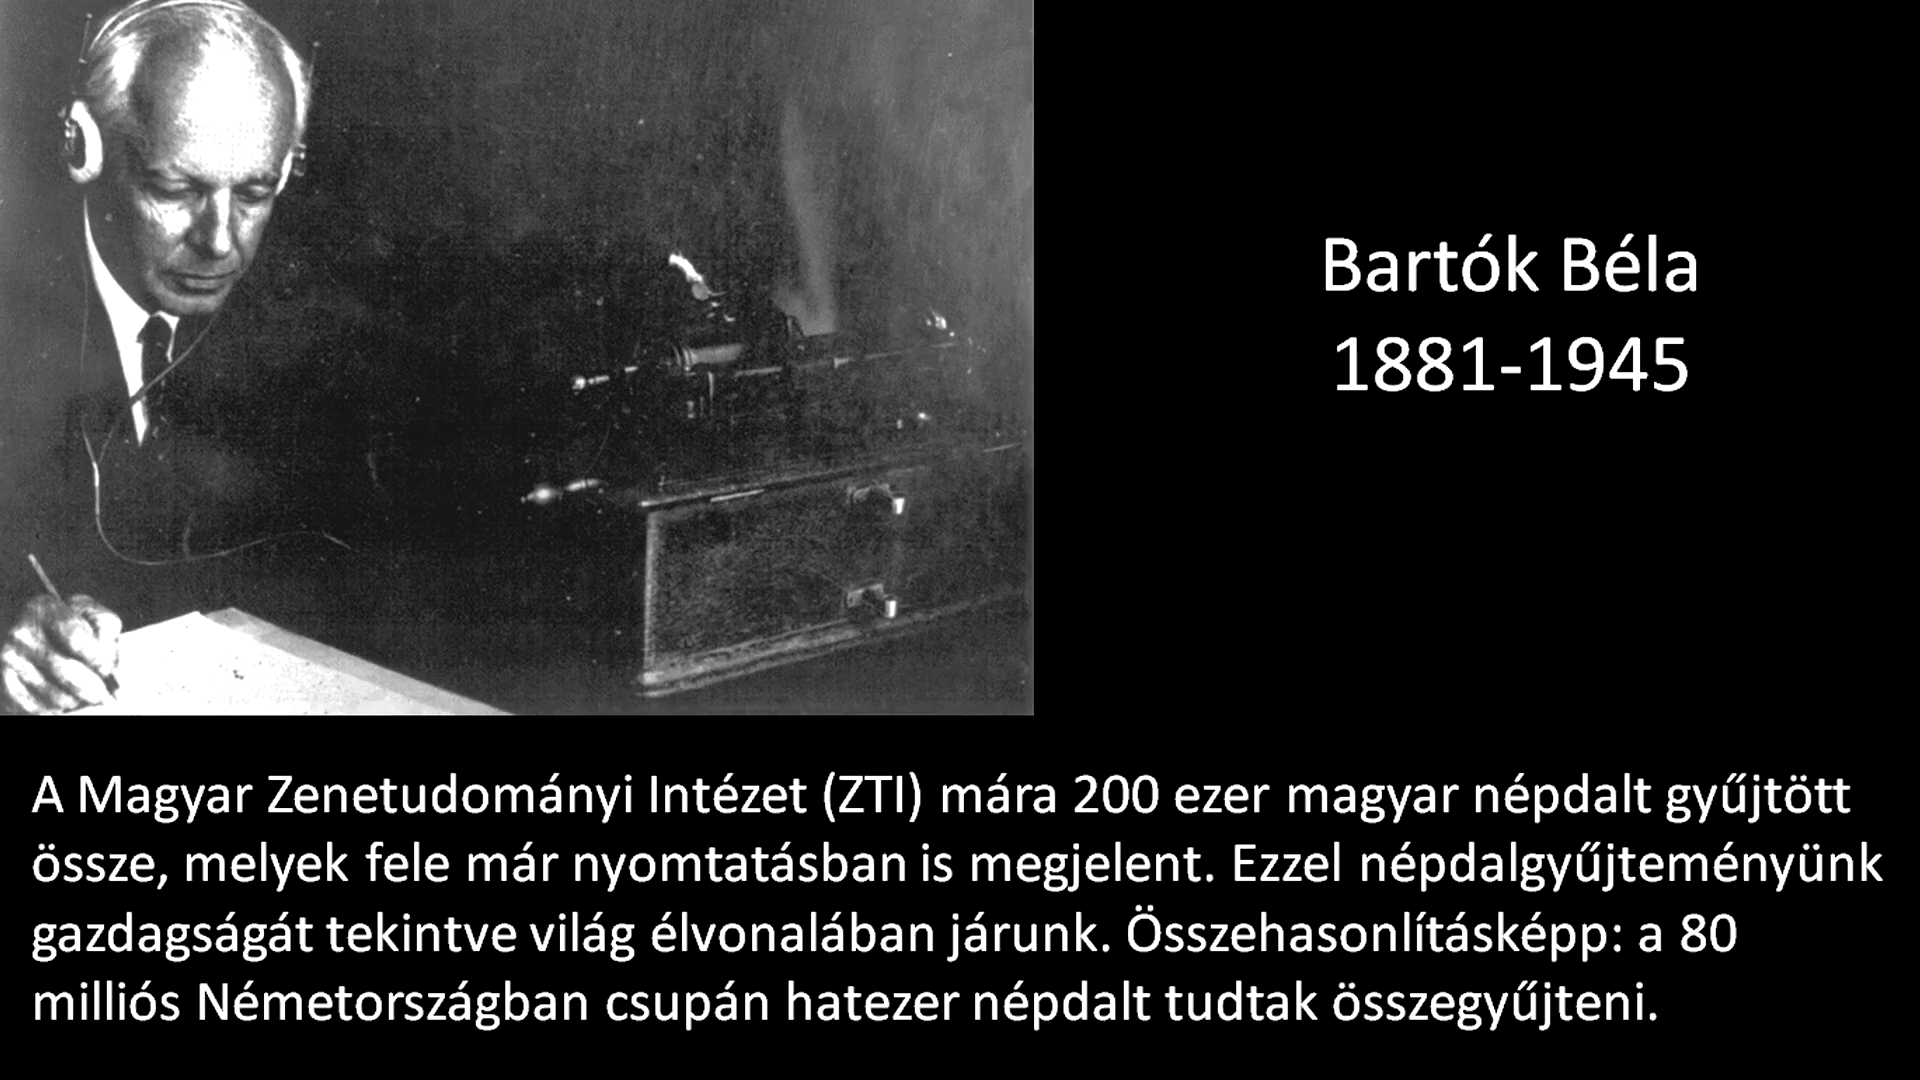 Bartók Béla
1881-1945
A Magyar Zenetudományi Intézet (ZTI) mára 200 ezer magyar népdalt gyűjtött
össze, melyek fele már nyomtatásban is megjelent. Ezzel népdalgyűjteményünk
gazdagságát tekintve világ élvonalában járunk. Összehasonlításképp: a 80
milliós Németországban csupán hatezer népdalt tudtak összegyűjteni.